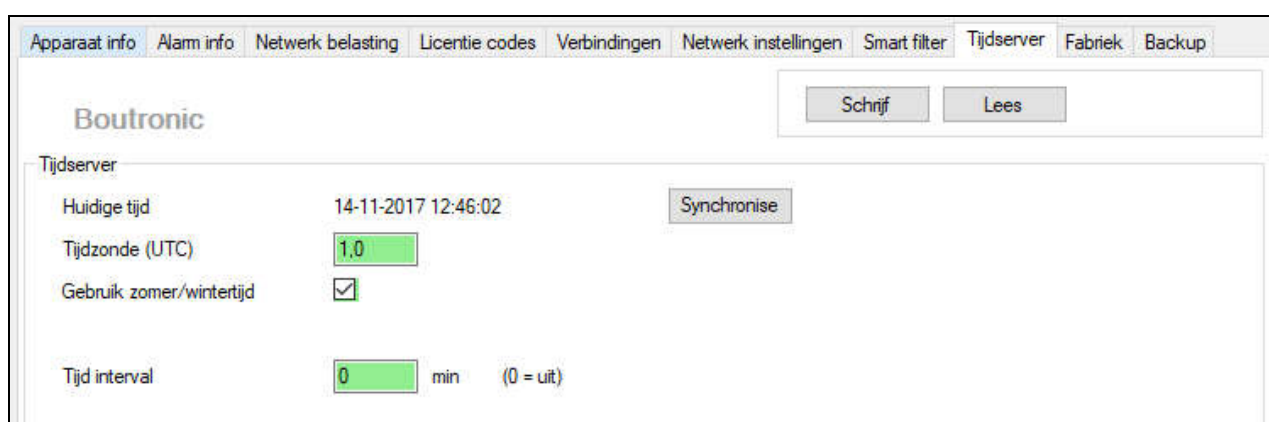 Apparaat info Alarm info Netwerk belasting Licentie codes Verbindingen Netwerk instellingen Smart filter Tijdserver Fabriek Backup
Schrijf Lees
Boutronic
Tijdserver
Huidige tijd 14-11-2017 12:46:02 Synchronise
Tijdzonde (UTC) 1,0
Gebruik zomer/wintertijd
Tijd interval 0 min (0 = uit)